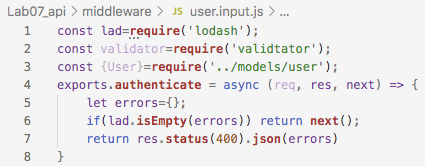 Lab07_api > middleware > JS user.input.js > ...
1 const lad=require('lodash');
2 const validator=require('validtator');
3 const {User}=require('../models/user');
4 exports.authenticate = async (req, res, next) => {
5 let errors={};
6 if(lad.isEmpty(errors)) return next();
7 return res.status(400).json(errors)
8 }